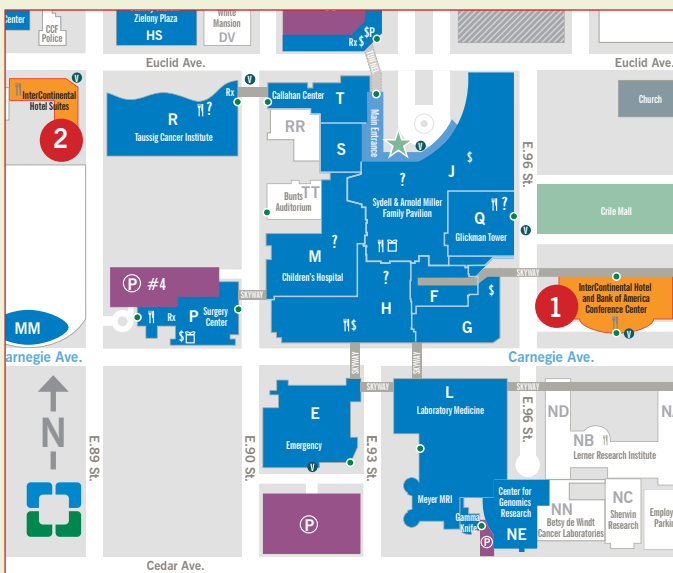 Center
CCF
Police
Zielony Plaza
HS
Mansion
DV
$P
Rx $
Euclid Ave.
Euclid Ave.
InterContinental
Hotel Suites
2
V
Rx
R
Taussig Cancer Institute
?
V
Callahan Center
T
RR
S
Main Entrance
V
J
$
E.96 St.
Church
Bunts
Auditorium
TT
?
Sydell & Arnold Miller
Family Pavilion
Q
?
Glickman Tower
V
Crile Mall
M
?
Children's Hospital
P #4
SKYWAY
P
Surgery
Center
Rx
$
?
H
$
F
$
G
SKYWAY
InterContinental Hotel
and Bank of America
Conference Center
1
V
MM
arnegie Ave.
Carnegie Ave.
SKYWAY
SKYWAY
SKYWAY
SKYWAY
N
E.89 St.
E.90 St.
E
Emergency
V
E.93 St.
L
Laboratory Medicine
E.96 St.
ND
NB
Lerner Research Institute
Meyer MRI
Center for
Genomics
Research
Gamma
Knife
NE
P
P
NN
Betsy de Windt
Cancer Laboratories
NC
Sherwin
Research
Employ
Parki
Cedar Ave.